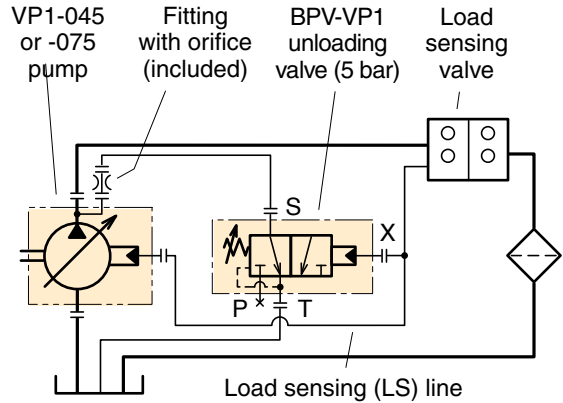 VP1-045
or -075
pump
Fitting
with orifice
(included)
BPV-VP1
unloading
valve (5 bar)
Load
sensing
valve
S
X
P
T
Load sensing (LS) line